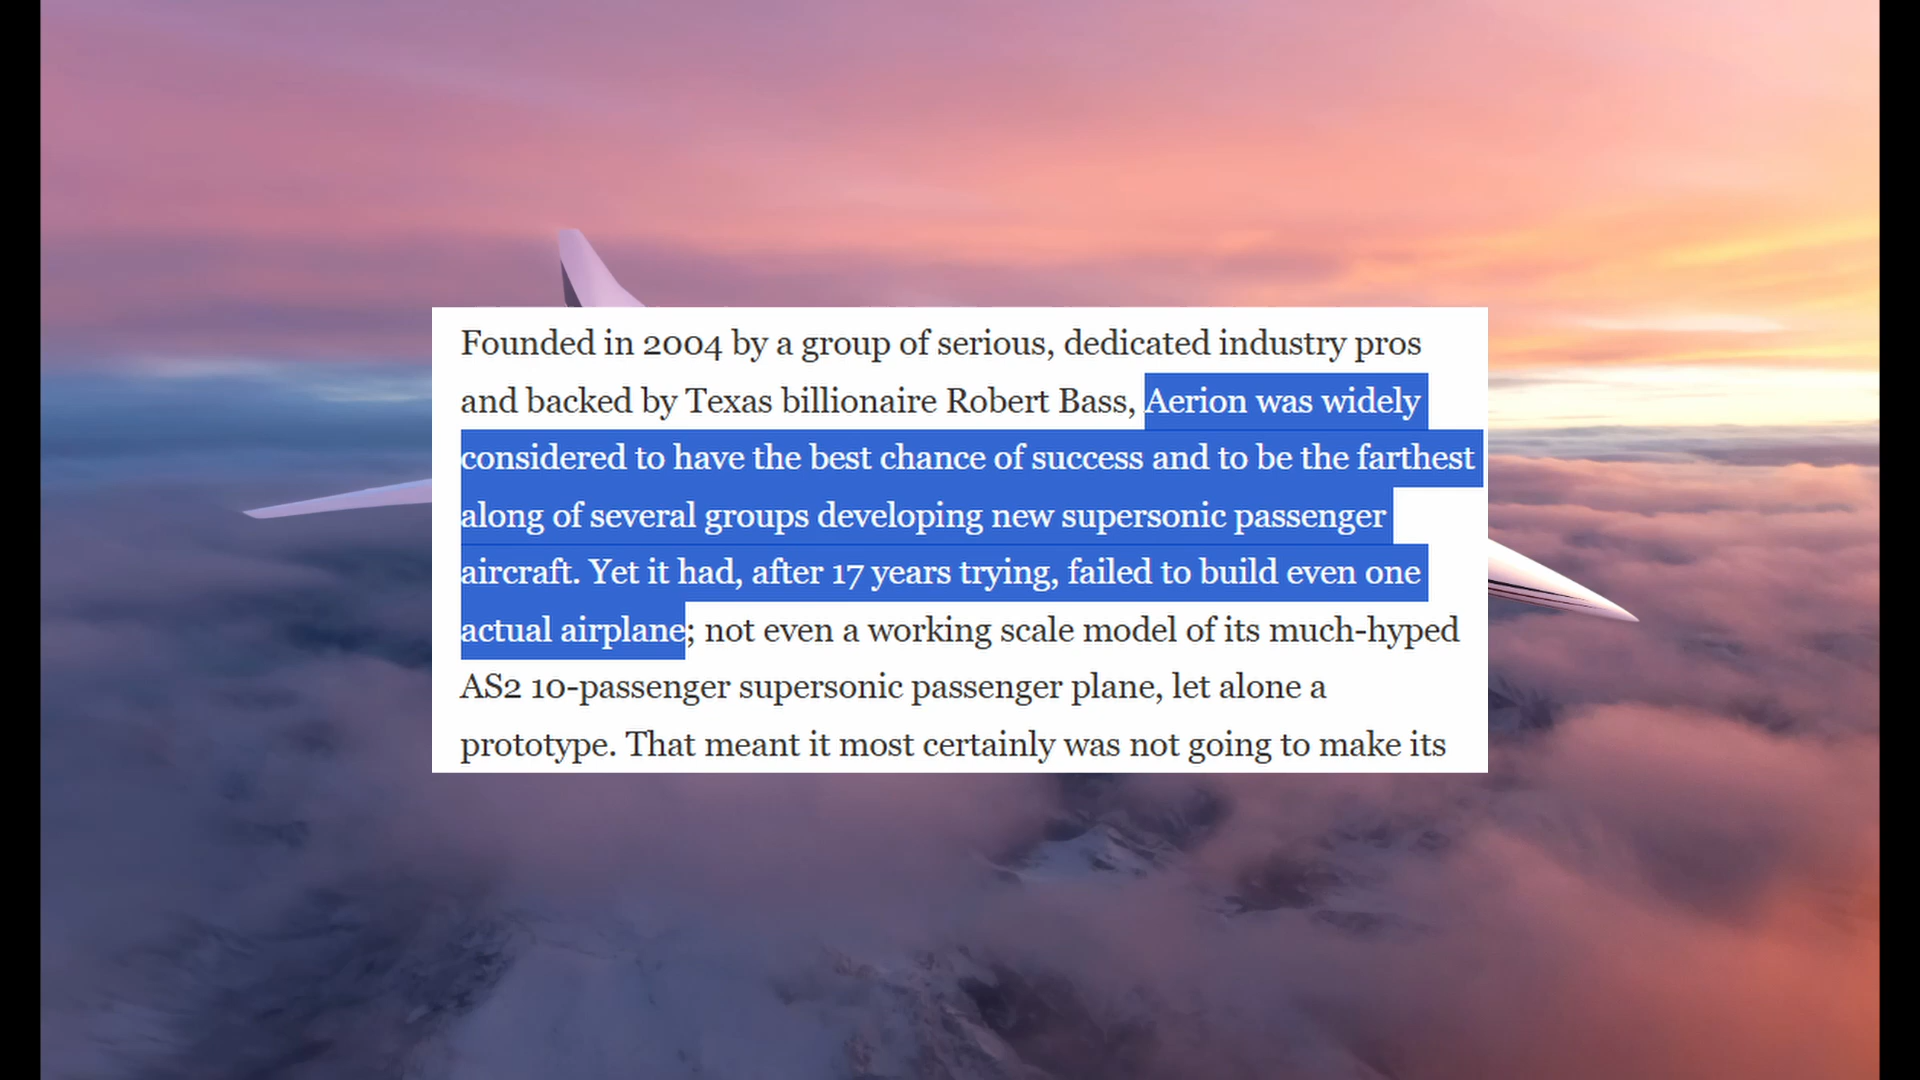 Founded in 2004 by a group of serious, dedicated industry pros
and backed by Texas billionaire Robert Bass, Aerion was widely
considered to have the best chance of success and to be the farthest
along of several groups developing new supersonic passenger
aircraft. Yet it had, after 17 years trying, failed to build even one
actual airplane; not even a working scale model of its much-hyped
AS2 10-passenger supersonic passenger plane, let alone a
prototype. That meant it most certainly was not going to make its